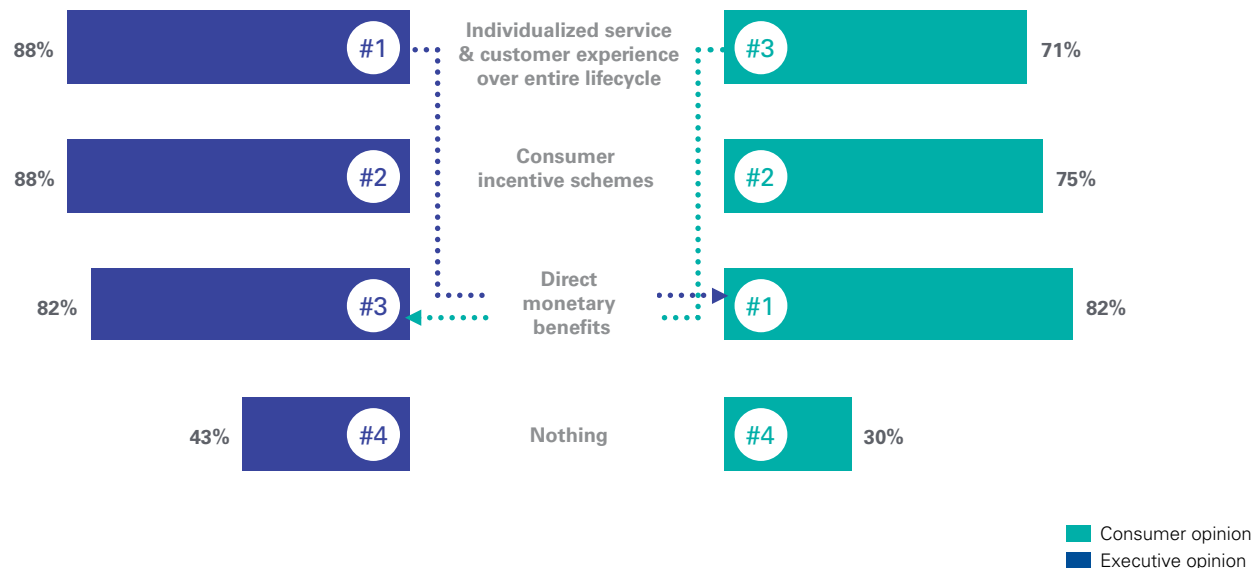 88%
#1
Individualized service
& customer experience
over entire lifecycle
#3
71%
88%
#2
Consumer
incentive schemes
#2
75%
82%
#3
Direct
monetary
benefits
#1
82%
43%
#4
Nothing
#4
30%
Consumer opinion
Executive opinion